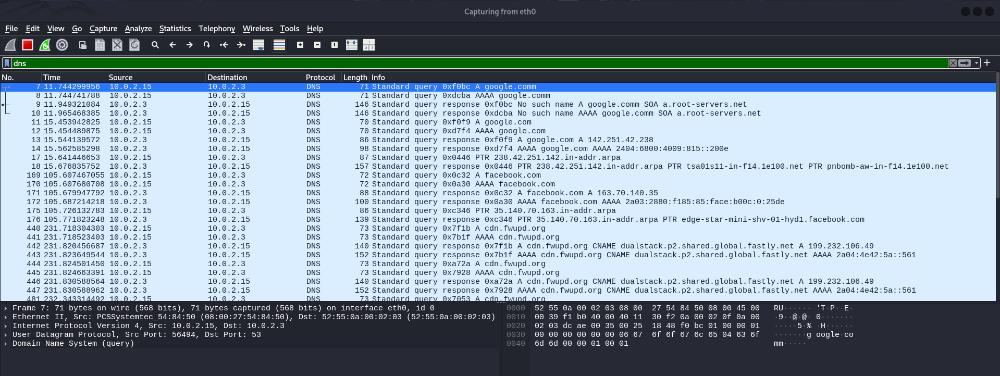 Capturing from eth0
File Edit View Go Capture Analyze Statistics Telephony Wireless Tools Help
dns
No. Time Source Destination Protocol Length Info
7 11.744299956 10.0.2.15 10.0.2.3 DNS 71 Standard query 0xf0bc A google.comm
8 11.744741788 10.0.2.15 10.0.2.3 DNS 71 Standard query 0xdcba AAAA google.comm
9 11.949321084 10.0.2.3 10.0.2.15 DNS 146 Standard query response 0xf0bc No such name A google.comm SOA a.root-servers.net
10 11.965468385 10.0.2.3 10.0.2.15 DNS 146 Standard query response 0xdcba No such name AAAA google.comm SOA a.root-servers.net
11 15.453942825 10.0.2.15 10.0.2.3 DNS 70 Standard query 0xf0f9 A google.com
12 15.454489875 10.0.2.15 10.0.2.3 DNS 70 Standard query 0xd7f4 AAAA google.com
13 15.544139572 10.0.2.3 10.0.2.15 DNS 86 Standard query response 0xf0f9 A google.com A 142.251.42.238
14 15.562585298 10.0.2.3 10.0.2.15 DNS 98 Standard query response 0xd7f4 AAAA google.com AAAA 2404:6800:4009:815::200e
17 15.641446653 10.0.2.15 10.0.2.3 DNS 87 Standard query 0x0446 PTR 238.42.251.142.in-addr.arpa
18 15.676835752 10.0.2.3 10.0.2.15 DNS 157 Standard query response 0x0446 PTR 238.42.251.142.in-addr.arpa PTR tsa01s11-in-f14.1e100.net PTR pnbomb-aw-in-f14.1e100.net
169 105.607467055 10.0.2.15 10.0.2.3 DNS 72 Standard query 0x0c32 A facebook.com
170 105.607680708 10.0.2.15 10.0.2.3 DNS 72 Standard query 0x0a30 AAAA facebook.com
171 105.679947792 10.0.2.3 10.0.2.15 DNS 88 Standard query response 0x0c32 A facebook.com A 163.70.140.35
172 105.687214218 10.0.2.3 10.0.2.15 DNS 100 Standard query response 0x0a30 AAAA facebook.com AAAA 2a03:2880:f185:85:face:b00c:0:25de
175 105.726132783 10.0.2.15 10.0.2.3 DNS 86 Standard query 0xc346 PTR 35.140.70.163.in-addr.arpa
176 105.771823248 10.0.2.3 10.0.2.15 DNS 139 Standard query response 0xc346 PTR 35.140.70.163.in-addr.arpa PTR edge-star-mini-shv-01-hyd1.facebook.com
440 231.718304303 10.0.2.15 10.0.2.3 DNS 73 Standard query 0x7f1b A cdn.fwupd.org
441 231.718523403 10.0.2.15 10.0.2.3 DNS 73 Standard query 0x7b1f AAAA cdn.fwupd.org
442 231.820456687 10.0.2.3 10.0.2.15 DNS 140 Standard query response 0x7f1b A cdn.fwupd.org CNAME dualstack.p2.shared.global.fastly.net A 199.232.106.49
443 231.823649544 10.0.2.3 10.0.2.15 DNS 152 Standard query response 0x7b1f AAAA cdn.fwupd.org CNAME dualstack.p2.shared.global.fastly.net AAAA 2a04:4e42:5a::561
444 231.824501450 10.0.2.15 10.0.2.3 DNS 73 Standard query 0xa72a A cdn.fwupd.org
445 231.824663391 10.0.2.15 10.0.2.3 DNS 73 Standard query 0x7928 AAAA cdn.fwupd.org
446 231.830588564 10.0.2.3 10.0.2.15 DNS 140 Standard query response 0xa72a A cdn.fwupd.org CNAME dualstack.p2.shared.global.fastly.net A 199.232.106.49
447 231.830588962 10.0.2.3 10.0.2.15 DNS 152 Standard query response 0x7928 AAAA cdn.fwupd.org CNAME dualstack.p2.shared.global.fastly.net AAAA 2a04:4e42:5a::561
481 232.343314492 10.0.2.15 10.0.2.3 DNS 73 Standard query 0x7053 A cdn.fwupd.org
Frame 7: 71 bytes on wire (568 bits), 71 bytes captured (568 bits) on interface eth0, id 0
Ethernet II, Src: PCSSystemtec_54:84:50 (08:00:27:54:84:50), Dst: 52:55:0a:00:02:03 (52:55:0a:00:02:03)
Internet Protocol Version 4, Src: 10.0.2.15, Dst: 10.0.2.3
User Datagram Protocol, Src Port: 56494, Dst Port: 53
Domain Name System (query)
0000 52 55 0a 00 02 03 08 00 27 54 84 50 08 00 45 00 RU······ 'T·P··E·
0010 00 39 f1 b0 40 00 40 11 30 f2 0a 00 02 0f 0a 00 ·9··@·@· 0·······
0020 02 03 dc ae 00 35 00 25 18 48 f0 bc 01 00 00 01 ·····5·% ·H······
0030 00 00 00 00 00 00 06 67 6f 6f 67 6c 65 04 63 6f ·······g oogle·co
0040 6d 6d 00 00 01 00 01 mm·····